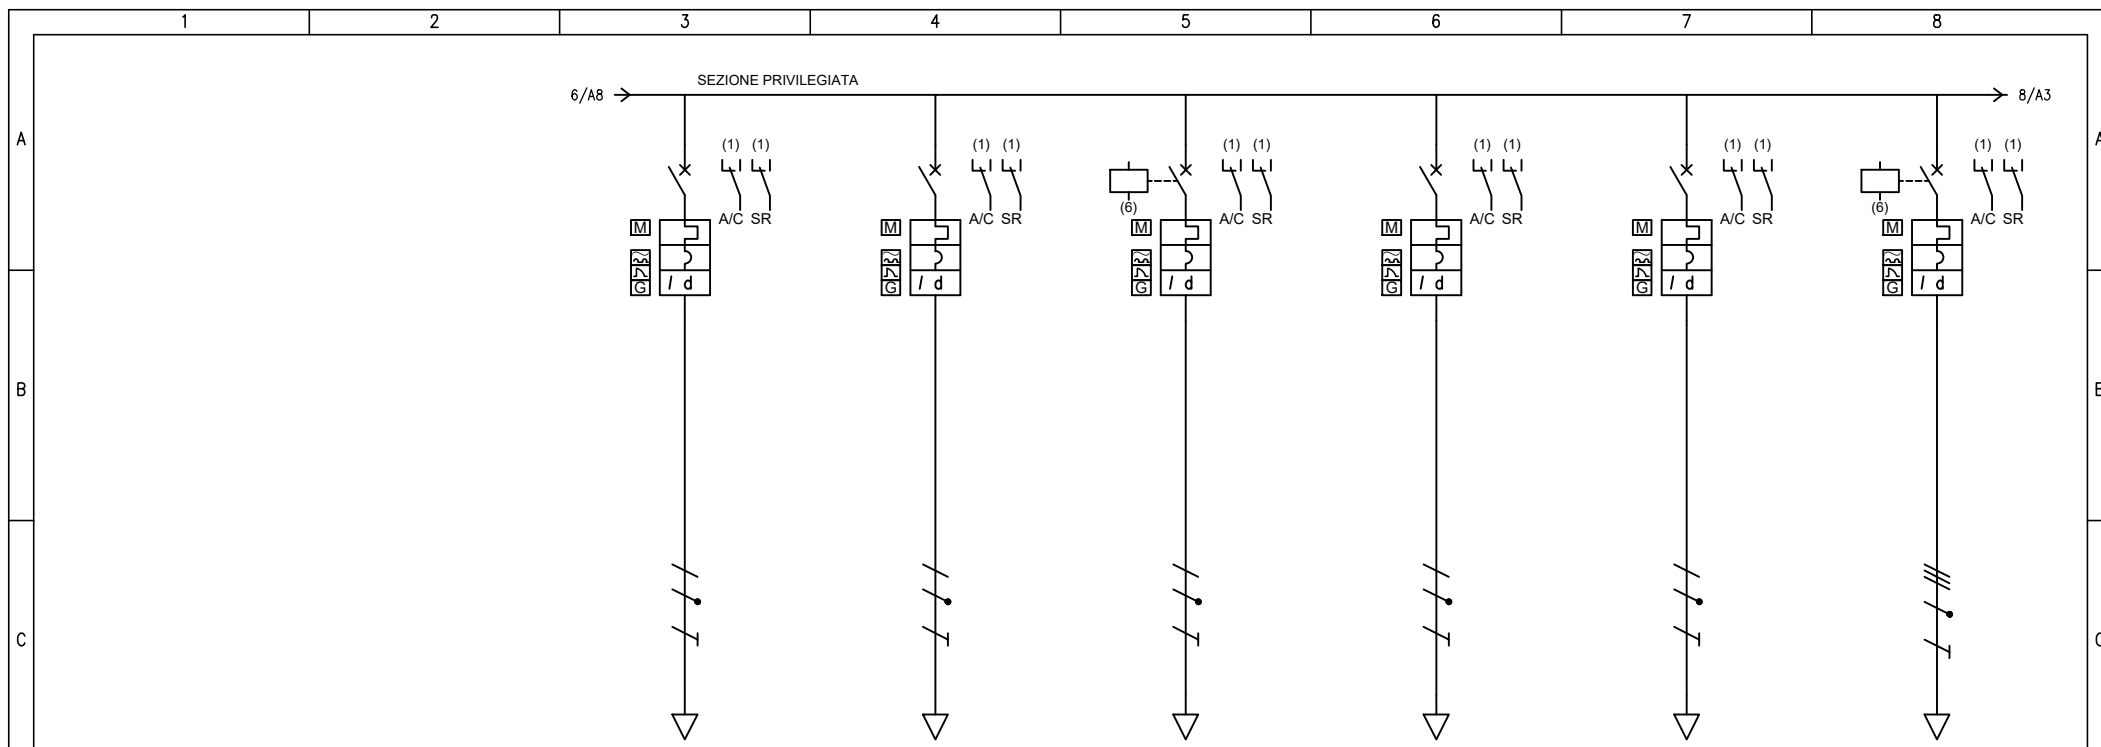 1 2 3 4 5 6 7 8
SEZIONE PRIVILEGIATA
6/A8 8/A3
A A
(1) (1) (1) (1) (1) (1) (1) (1) (1) (1) (1) (1)
(6) (6)
A/C SR A/C SR A/C SR A/C SR A/C SR A/C SR
M M M M M M
G I d G I d G I d G I d G I d G I d
B B
C C